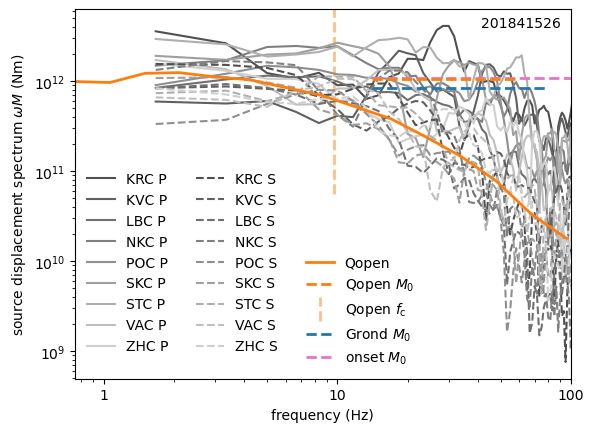 201841526
source displacement spectrum ωM (Nm)
10¹²
10¹¹
10¹⁰
10⁹
KRC P
KVC P
LBC P
NKC P
POC P
SKC P
STC P
VAC P
ZHC P
KRC S
KVC S
LBC S
NKC S
POC S
SKC S
STC S
VAC S
ZHC S
Qopen
Qopen M₀
Qopen f_c
Grond M₀
onset M₀
1
10
100
frequency (Hz)